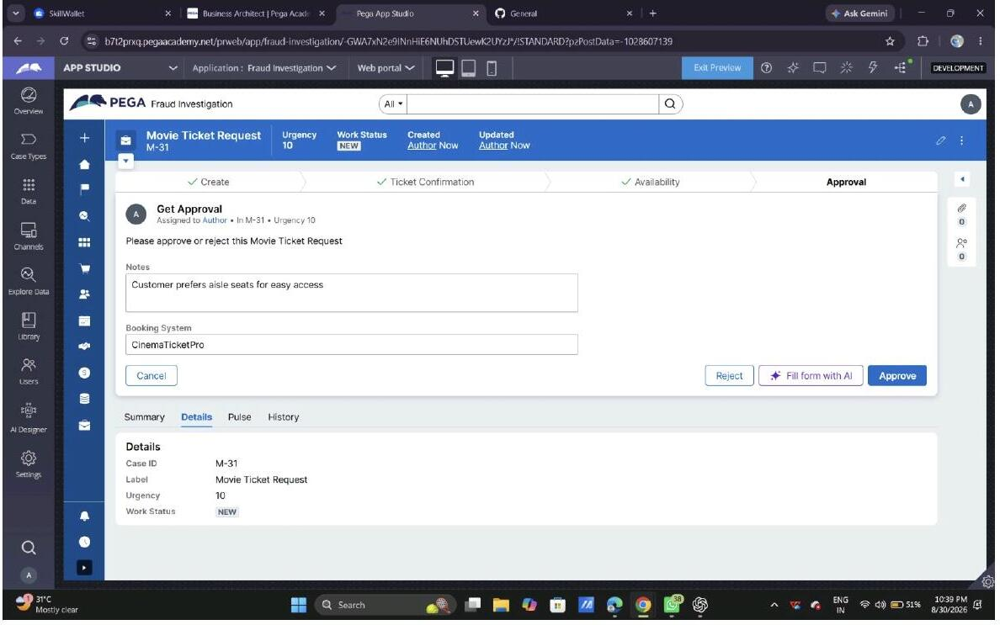 SkillWallet
PEGA Business Architect | Pega Acade
Pega App Studio
General
Ask Gemini
b7t2prxq.pegaacademy.net/prweb/app/fraud-investigation/-GWA7xN2e9INnHiE6NUhDSTUewK2UYzJ*/!STANDARD?pzPostData=-1028607139
APP STUDIO
Application : Fraud Investigation
Web portal
Exit Preview
DEVELOPMENT
Overview
Case Types
Data
Channels
Explore Data
Library
Users
AI Designer
Settings
A
PEGA Fraud Investigation
All
A
Movie Ticket Request
M-31
Urgency
10
Work Status
NEW
Created
Author Now
Updated
Author Now
Create
Ticket Confirmation
Availability
Approval
A
Get Approval
Assigned to Author • In M-31 • Urgency 10
Please approve or reject this Movie Ticket Request
Notes
Customer prefers aisle seats for easy access
Booking System
CinemaTicketPro
Cancel
Reject
Fill form with AI
Approve
0
0
Summary
Details
Pulse
History
Details
Case ID M-31
Label Movie Ticket Request
Urgency 10
Work Status NEW
1
31°C
Mostly clear
Search
38
ENG
IN
51%
10:39 PM
8/30/2026